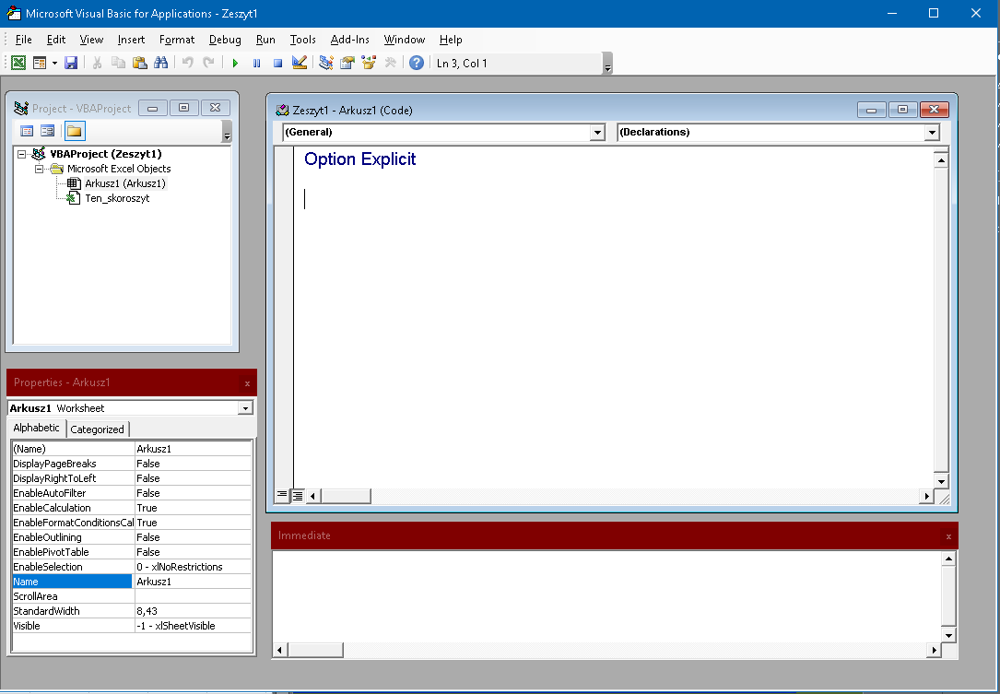 Microsoft Visual Basic for Applications - Zeszyt1
File Edit View Insert Format Debug Run Tools Add-Ins Window Help
Ln 3, Col 1
Project - VBAProject
VBAProject (Zeszyt1)
Microsoft Excel Objects
Arkusz1 (Arkusz1)
Ten_skoroszyt
Zeszyt1 - Arkusz1 (Code)
(General) (Declarations)
Option Explicit
Properties - Arkusz1 x
Arkusz1 Worksheet
Alphabetic Categorized
(Name) Arkusz1
DisplayPageBreaks False
DisplayRightToLeft False
EnableAutoFilter False
EnableCalculation True
EnableFormatConditionsCal True
EnableOutlining False
EnablePivotTable False
EnableSelection 0 - xlNoRestrictions
Name Arkusz1
ScrollArea
StandardWidth 8,43
Visible -1 - xlSheetVisible
Immediate x